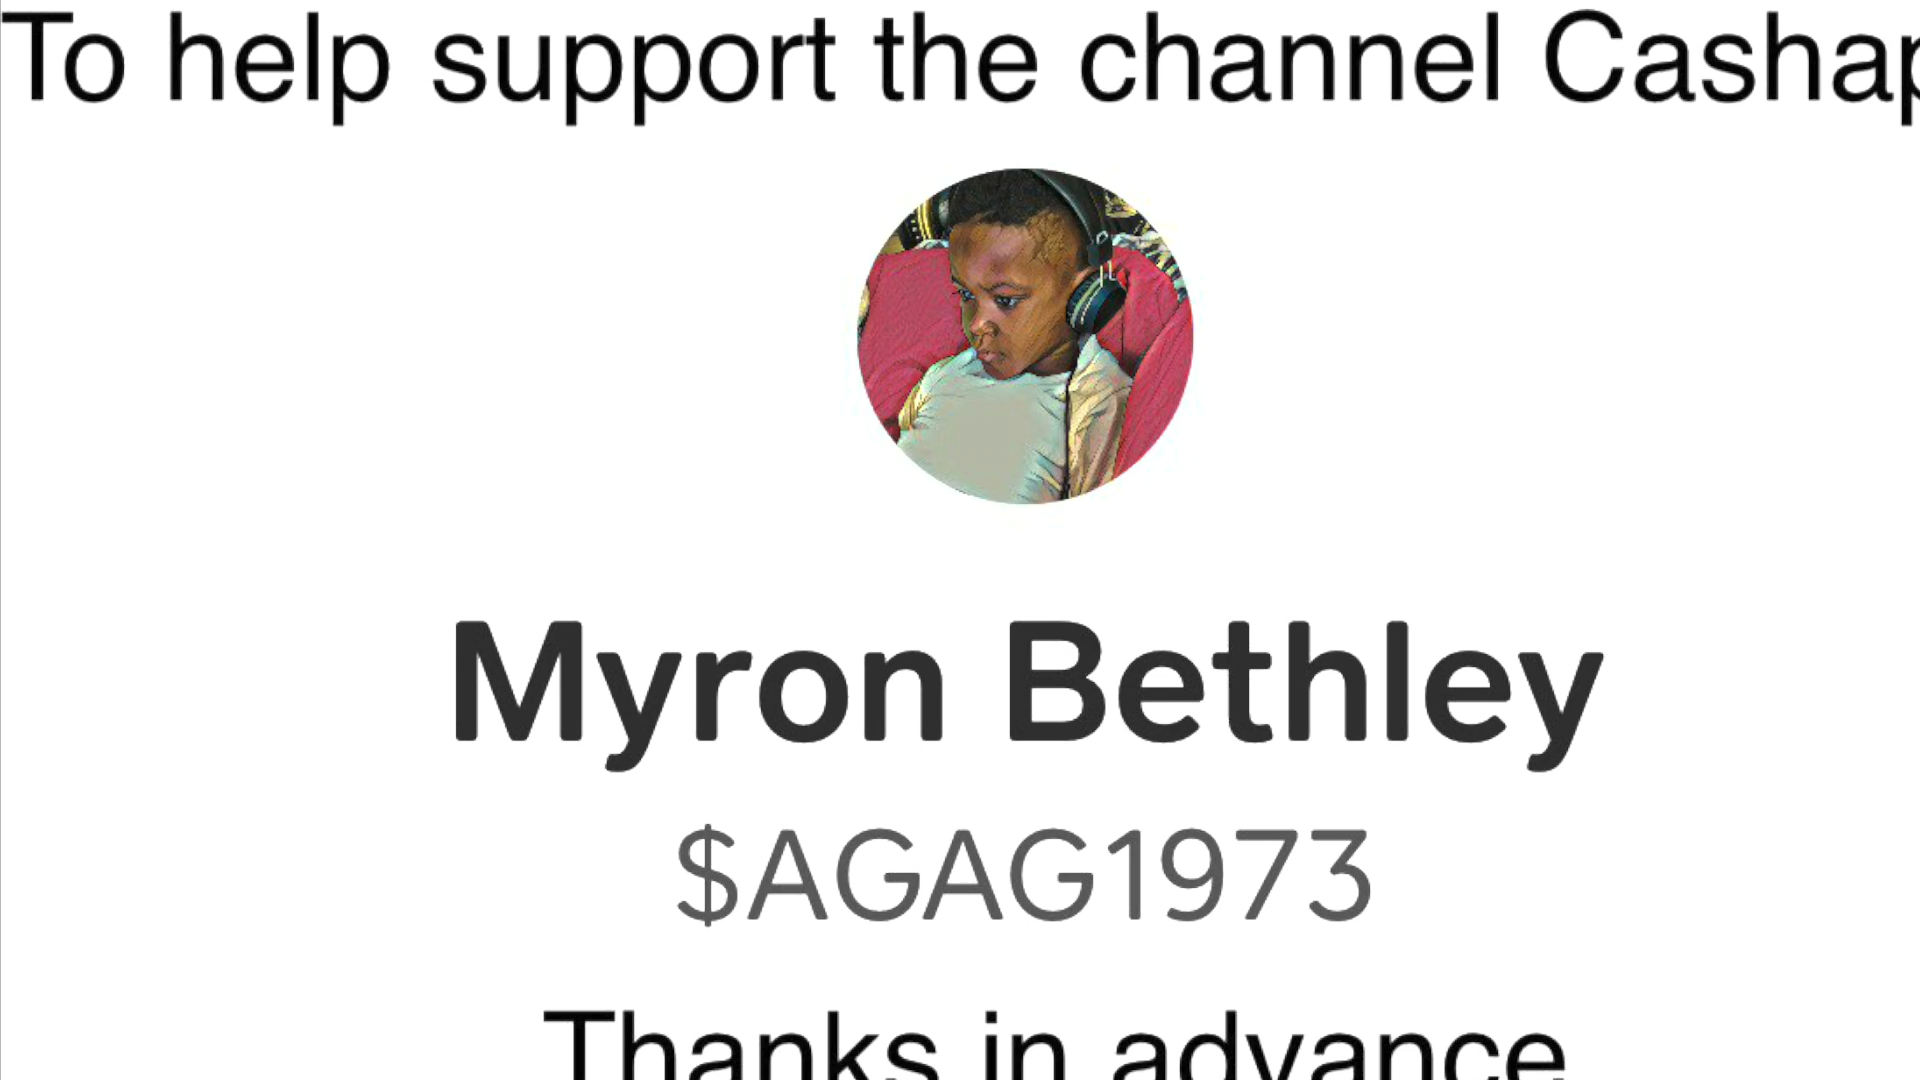 To help support the channel Cashap
Myron Bethley
$AGAG1973
Thanks in advance